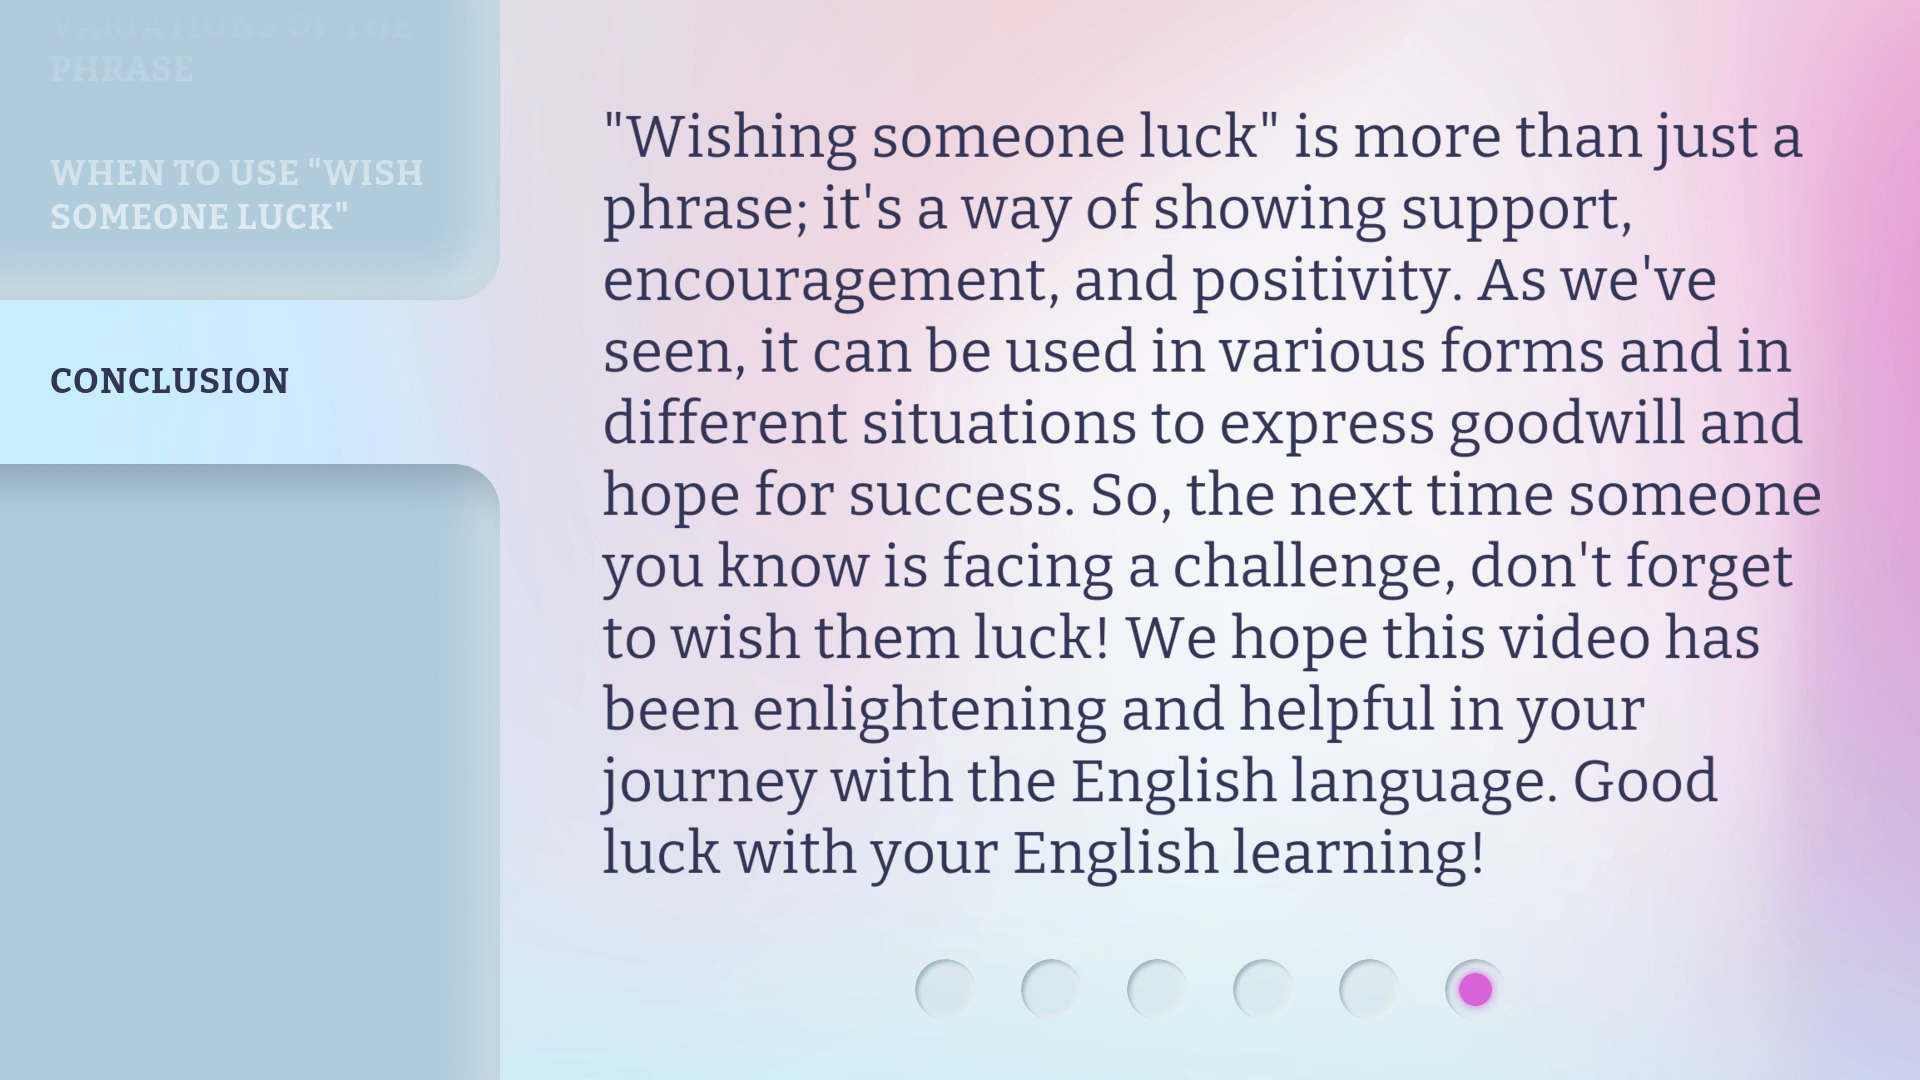 VARIATIONS OF THE
PHRASE
WHEN TO USE "WISH
SOMEONE LUCK"
CONCLUSION
"Wishing someone luck" is more than just a
phrase; it's a way of showing support,
encouragement, and positivity. As we've
seen, it can be used in various forms and in
different situations to express goodwill and
hope for success. So, the next time someone
you know is facing a challenge, don't forget
to wish them luck! We hope this video has
been enlightening and helpful in your
journey with the English language. Good
luck with your English learning!